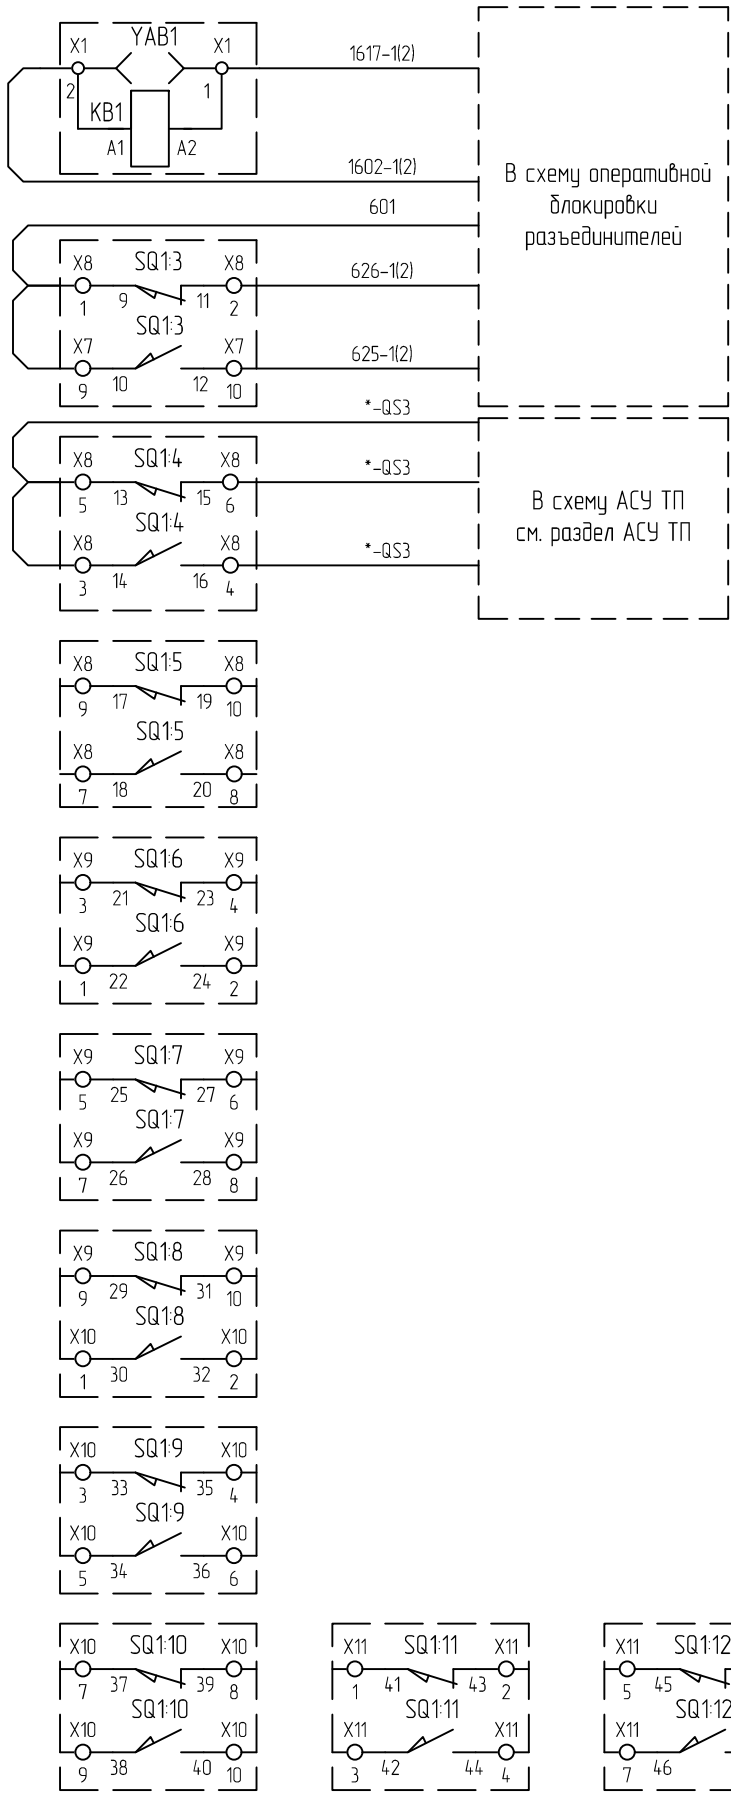 X1 YAB1 X1
1617-1(2)
2 1
KB1
A1 A2
1602-1(2)
В схему оперативной
блокировки
разъединителей
601
X8 SQ1:3 X8
626-1(2)
1 9 11 2
SQ1:3
X7 X7
625-1(2)
9 10 12 10
*-QS3
X8 SQ1:4 X8
*-QS3
5 13 15 6
В схему АСУ ТП
см. раздел АСУ ТП
SQ1:4
X8 X8
*-QS3
3 14 16 4
X8 SQ1:5 X8
9 17 19 10
SQ1:5
X8 X8
7 18 20 8
X9 SQ1:6 X9
3 21 23 4
SQ1:6
X9 X9
1 22 24 2
X9 SQ1:7 X9
5 25 27 6
SQ1:7
X9 X9
7 26 28 8
X9 SQ1:8 X9
9 29 31 10
SQ1:8
X10 X10
1 30 32 2
X10 SQ1:9 X10
3 33 35 4
SQ1:9
X10 X10
5 34 36 6
X10 SQ1:10 X10
7 37 39 8
SQ1:10
X10 X10
9 38 40 10
X11 SQ1:11 X11
1 41 43 2
SQ1:11
X11 X11
3 42 44 4
X11 SQ1:12
5 45
SQ1:12
X11
7 46